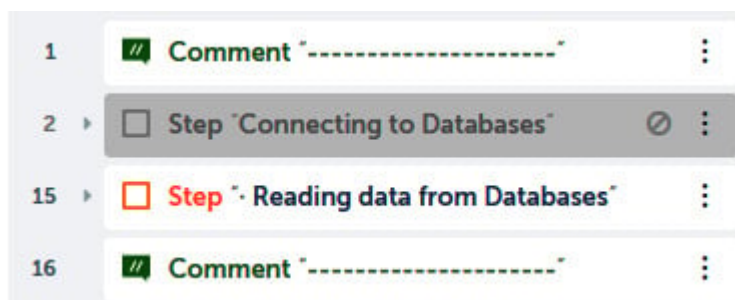 1 Comment "---------------------"
2 Step "Connecting to Databases"
15 Step "· Reading data from Databases"
16 Comment "---------------------"